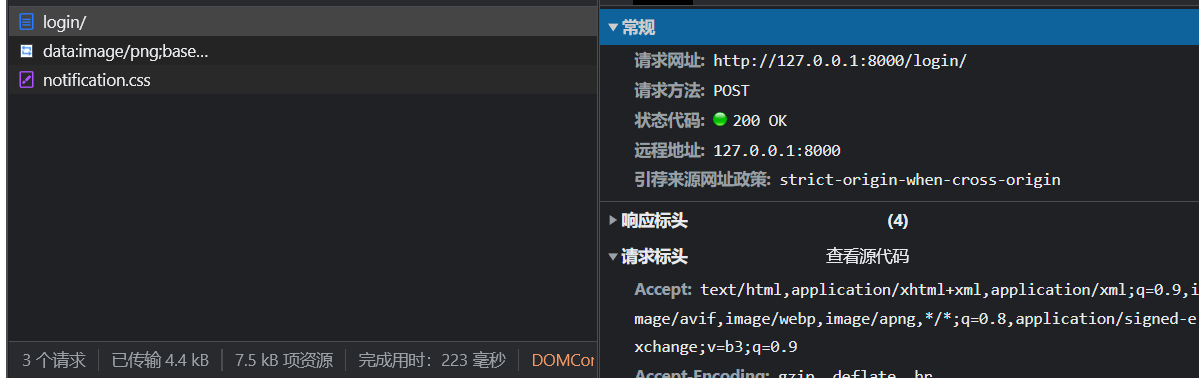 login/
data:image/png;base...
notification.css
3 个请求
已传输 4.4 kB
7.5 kB 项资源
完成用时：223 毫秒
DOMCon
常规
请求网址: http://127.0.0.1:8000/login/
请求方法: POST
状态代码: 200 OK
远程地址: 127.0.0.1:8000
引荐来源网址政策: strict-origin-when-cross-origin
响应标头 (4)
请求标头 查看源代码
Accept: text/html,application/xhtml+xml,application/xml;q=0.9,i
mage/avif,image/webp,image/apng,*/*;q=0.8,application/signed-e
xchange;v=b3;q=0.9
Accept-Encoding: gzip, deflate, br